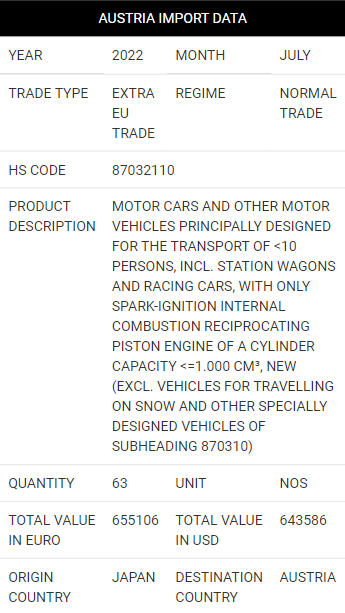 AUSTRIA IMPORT DATA
YEAR 2022 MONTH JULY
TRADE TYPE EXTRA EU TRADE REGIME NORMAL TRADE
HS CODE 87032110
PRODUCT DESCRIPTION
MOTOR CARS AND OTHER MOTOR
VEHICLES PRINCIPALLY DESIGNED
FOR THE TRANSPORT OF <10
PERSONS, INCL. STATION WAGONS
AND RACING CARS, WITH ONLY
SPARK-IGNITION INTERNAL
COMBUSTION RECIPROCATING
PISTON ENGINE OF A CYLINDER
CAPACITY <=1.000 CM³, NEW
(EXCL. VEHICLES FOR TRAVELLING
ON SNOW AND OTHER SPECIALLY
DESIGNED VEHICLES OF
SUBHEADING 870310)
QUANTITY 63 UNIT NOS
TOTAL VALUE IN EURO 655106 TOTAL VALUE IN USD 643586
ORIGIN COUNTRY JAPAN DESTINATION COUNTRY AUSTRIA